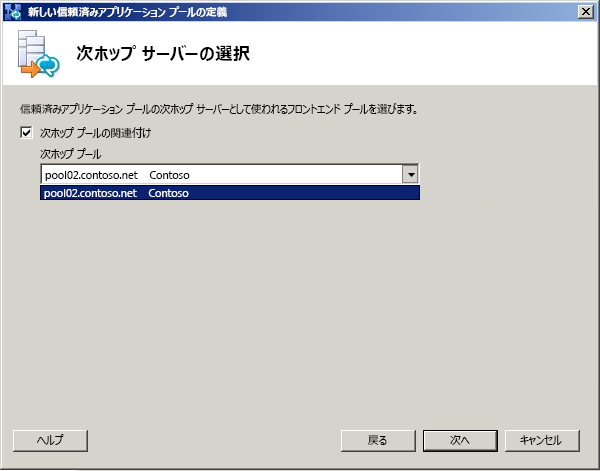 新しい信頼済みアプリケーション プールの定義
次ホップ サーバーの選択
信頼済みアプリケーション プールの次ホップ サーバーとして使われるフロントエンド プールを選びます。
次ホップ プールの関連付け
次ホップ プール
pool02.contoso.net Contoso
pool02.contoso.net Contoso
ヘルプ 戻る 次へ キャンセル